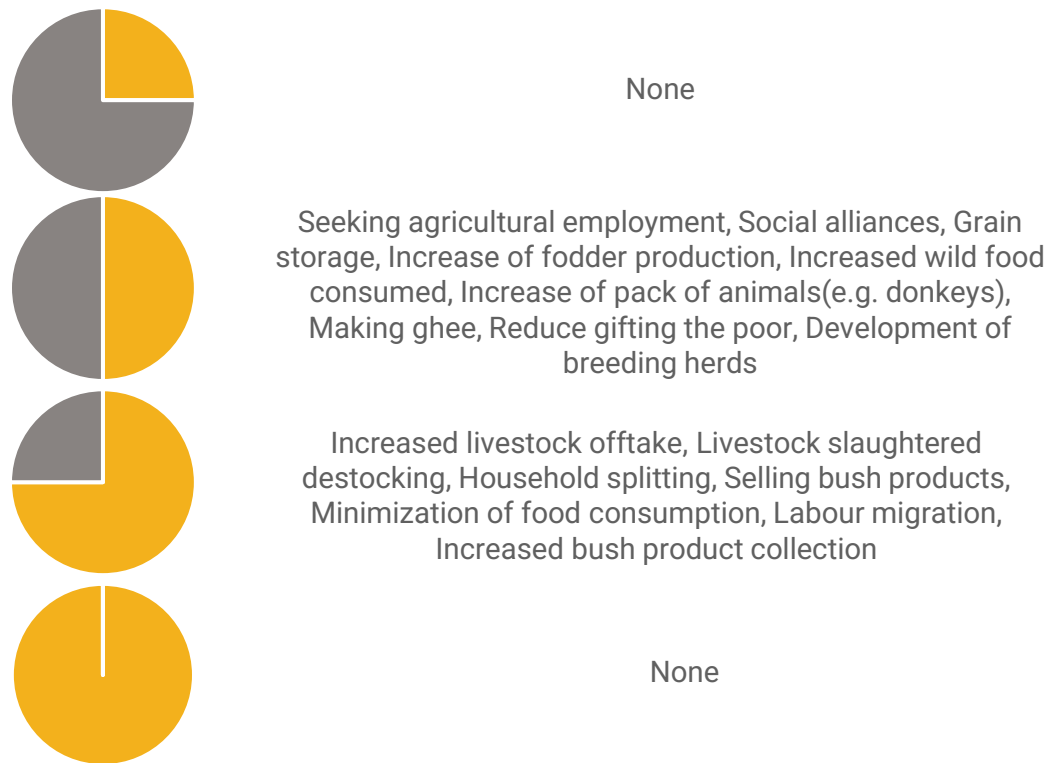 None
Seeking agricultural employment, Social alliances, Grain
storage, Increase of fodder production, Increased wild food
consumed, Increase of pack of animals(e.g. donkeys),
Making ghee, Reduce gifting the poor, Development of
breeding herds
Increased livestock offtake, Livestock slaughtered
destocking, Household splitting, Selling bush products,
Minimization of food consumption, Labour migration,
Increased bush product collection
None